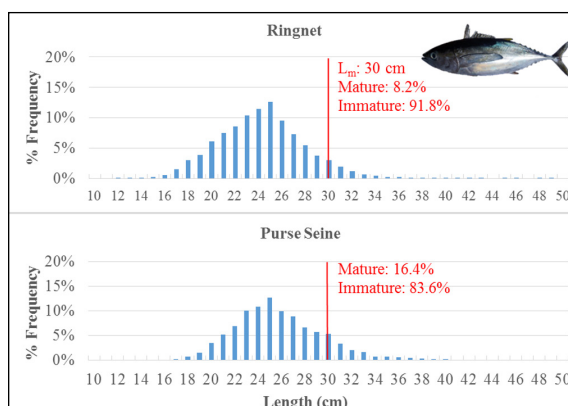 Ringnet
% Frequency
20%
15%
10%
5%
0%
L_m: 30 cm
Mature: 8.2%
Immature: 91.8%
10 12 14 16 18 20 22 24 26 28 30 32 34 36 38 40 42 44 46 48 50
Purse Seine
% Frequency
20%
15%
10%
5%
0%
Mature: 16.4%
Immature: 83.6%
10 12 14 16 18 20 22 24 26 28 30 32 34 36 38 40 42 44 46 48 50
Length (cm)